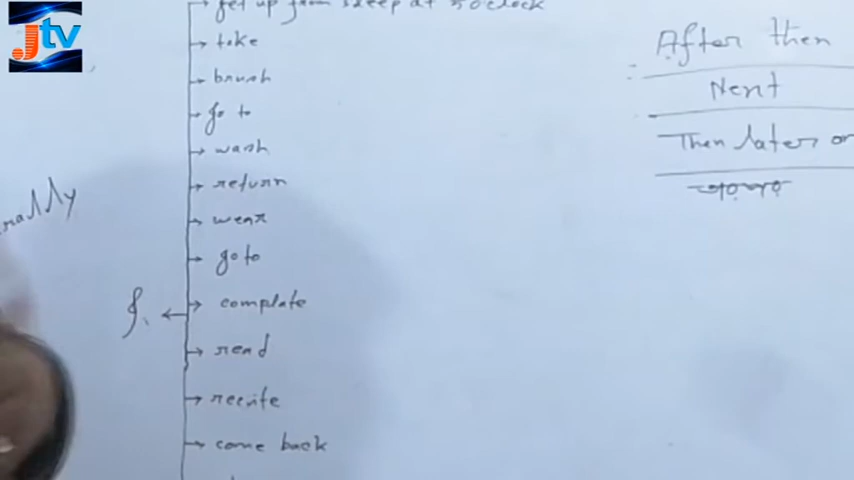 Jtv
get up from sleep at 5 o'clock
take
brush
go to
wash
return
wear
go to
complate
read
recite
come back
I
After then
Next
Then later on